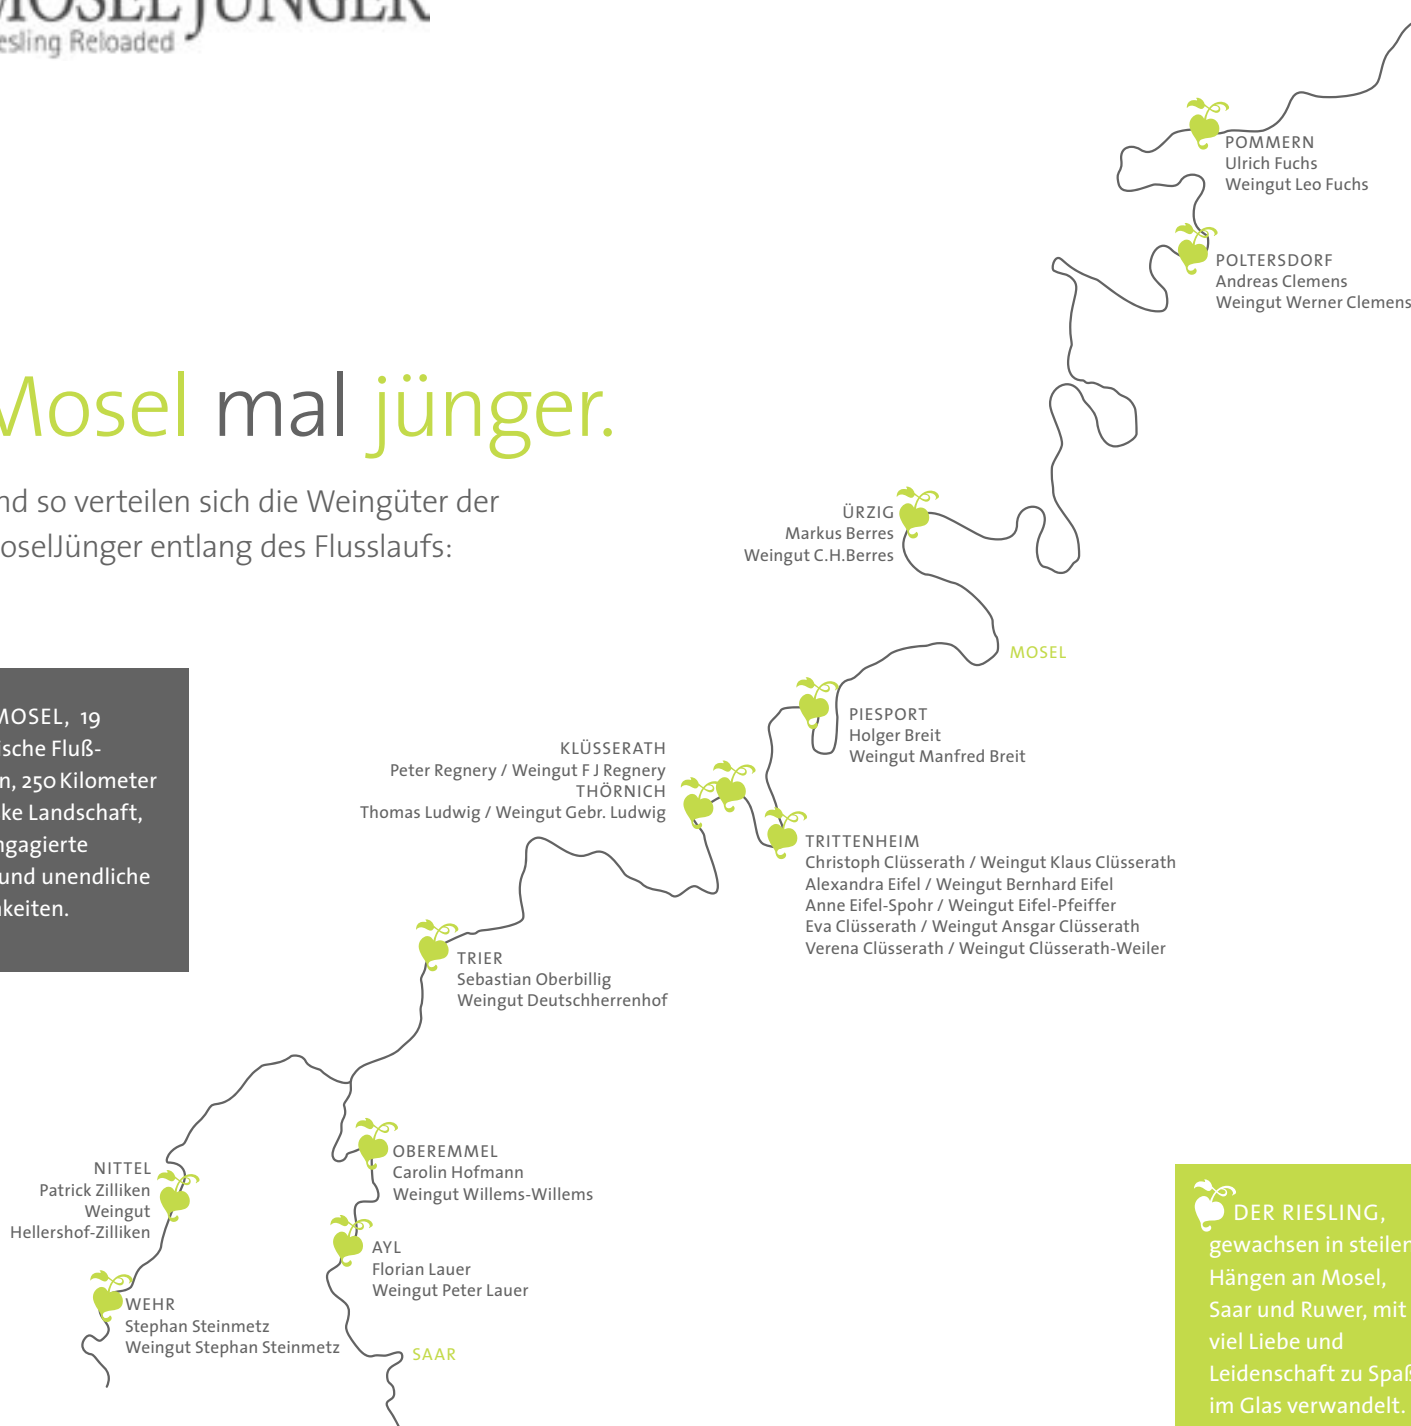 MOSELJÜNGER
esling Reloaded
Mosel mal jünger.
nd so verteilen sich die Weingüter der
oselJünger entlang des Flusslaufs:
MOSEL, 19
ische Fluß-
n, 250 Kilometer
ke Landschaft,
ngagierte
und unendliche
keiten.
POMMERN
Ulrich Fuchs
Weingut Leo Fuchs
POLTERSDORF
Andreas Clemens
Weingut Werner Clemens
ÜRZIG
Markus Berres
Weingut C.H.Berres
MOSEL
PIESPORT
Holger Breit
Weingut Manfred Breit
KLÜSSERATH
Peter Regnery / Weingut F J Regnery
THÖRNICH
Thomas Ludwig / Weingut Gebr. Ludwig
TRITTENHEIM
Christoph Clüsserath / Weingut Klaus Clüsserath
Alexandra Eifel / Weingut Bernhard Eifel
Anne Eifel-Spohr / Weingut Eifel-Pfeiffer
Eva Clüsserath / Weingut Ansgar Clüsserath
Verena Clüsserath / Weingut Clüsserath-Weiler
TRIER
Sebastian Oberbillig
Weingut Deutschherrenhof
OBEREMMEL
Carolin Hofmann
Weingut Willems-Willems
NITTEL
Patrick Zilliken
Weingut
Hellershof-Zilliken
AYL
Florian Lauer
Weingut Peter Lauer
WEHR
Stephan Steinmetz
Weingut Stephan Steinmetz
SAAR
DER RIESLING,
gewachsen in steilen
Hängen an Mosel,
Saar und Ruwer, mit
viel Liebe und
Leidenschaft zu Spaß
im Glas verwandelt.